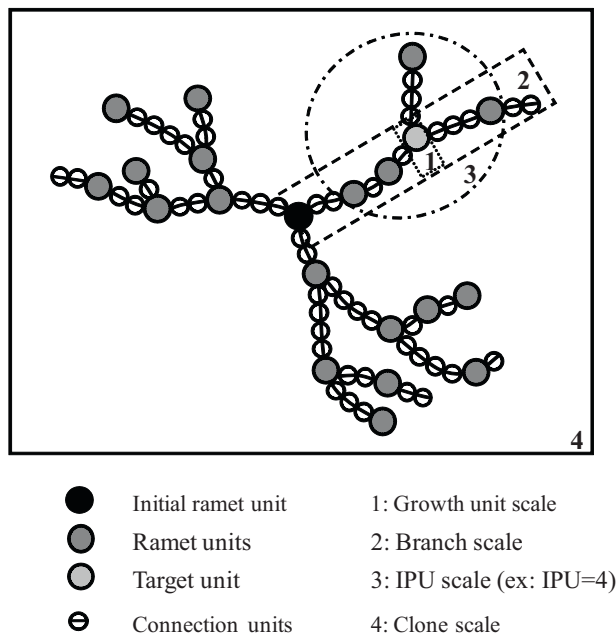 2
1
3
4
Initial ramet unit 1: Growth unit scale
Ramet units 2: Branch scale
Target unit 3: IPU scale (ex: IPU=4)
Connection units 4: Clone scale